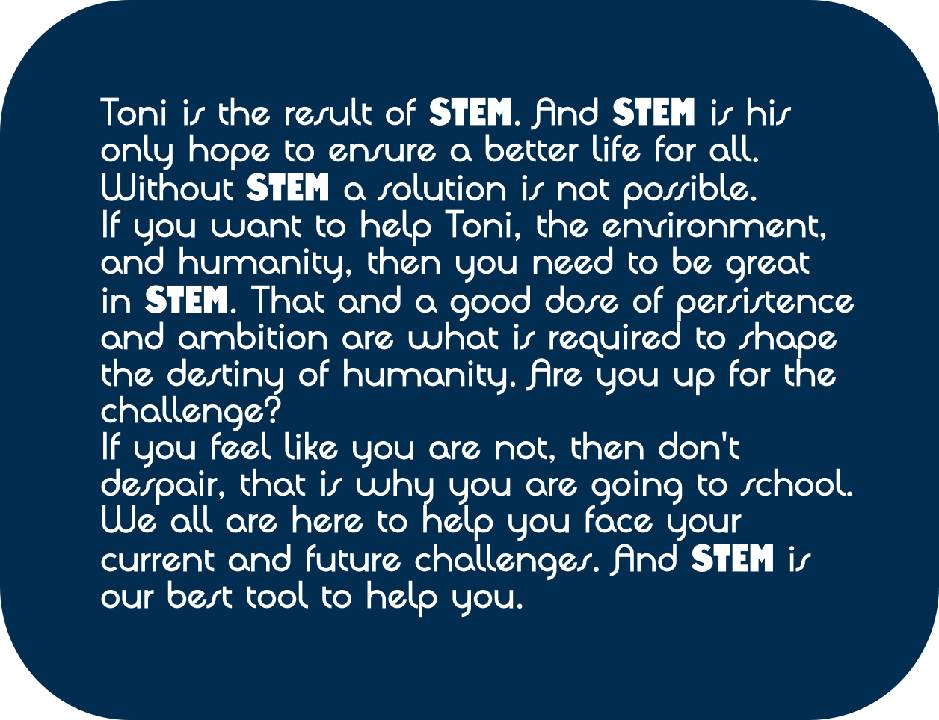 Toni is the result of STEM. And STEM is his
only hope to ensure a better life for all.
Without STEM a solution is not possible.
If you want to help Toni, the environment,
and humanity, then you need to be great
in STEM. That and a good dose of persistence
and ambition are what is required to shape
the destiny of humanity. Are you up for the
challenge?
If you feel like you are not, then don't
despair, that is why you are going to school.
We all are here to help you face your
current and future challenges. And STEM is
our best tool to help you.